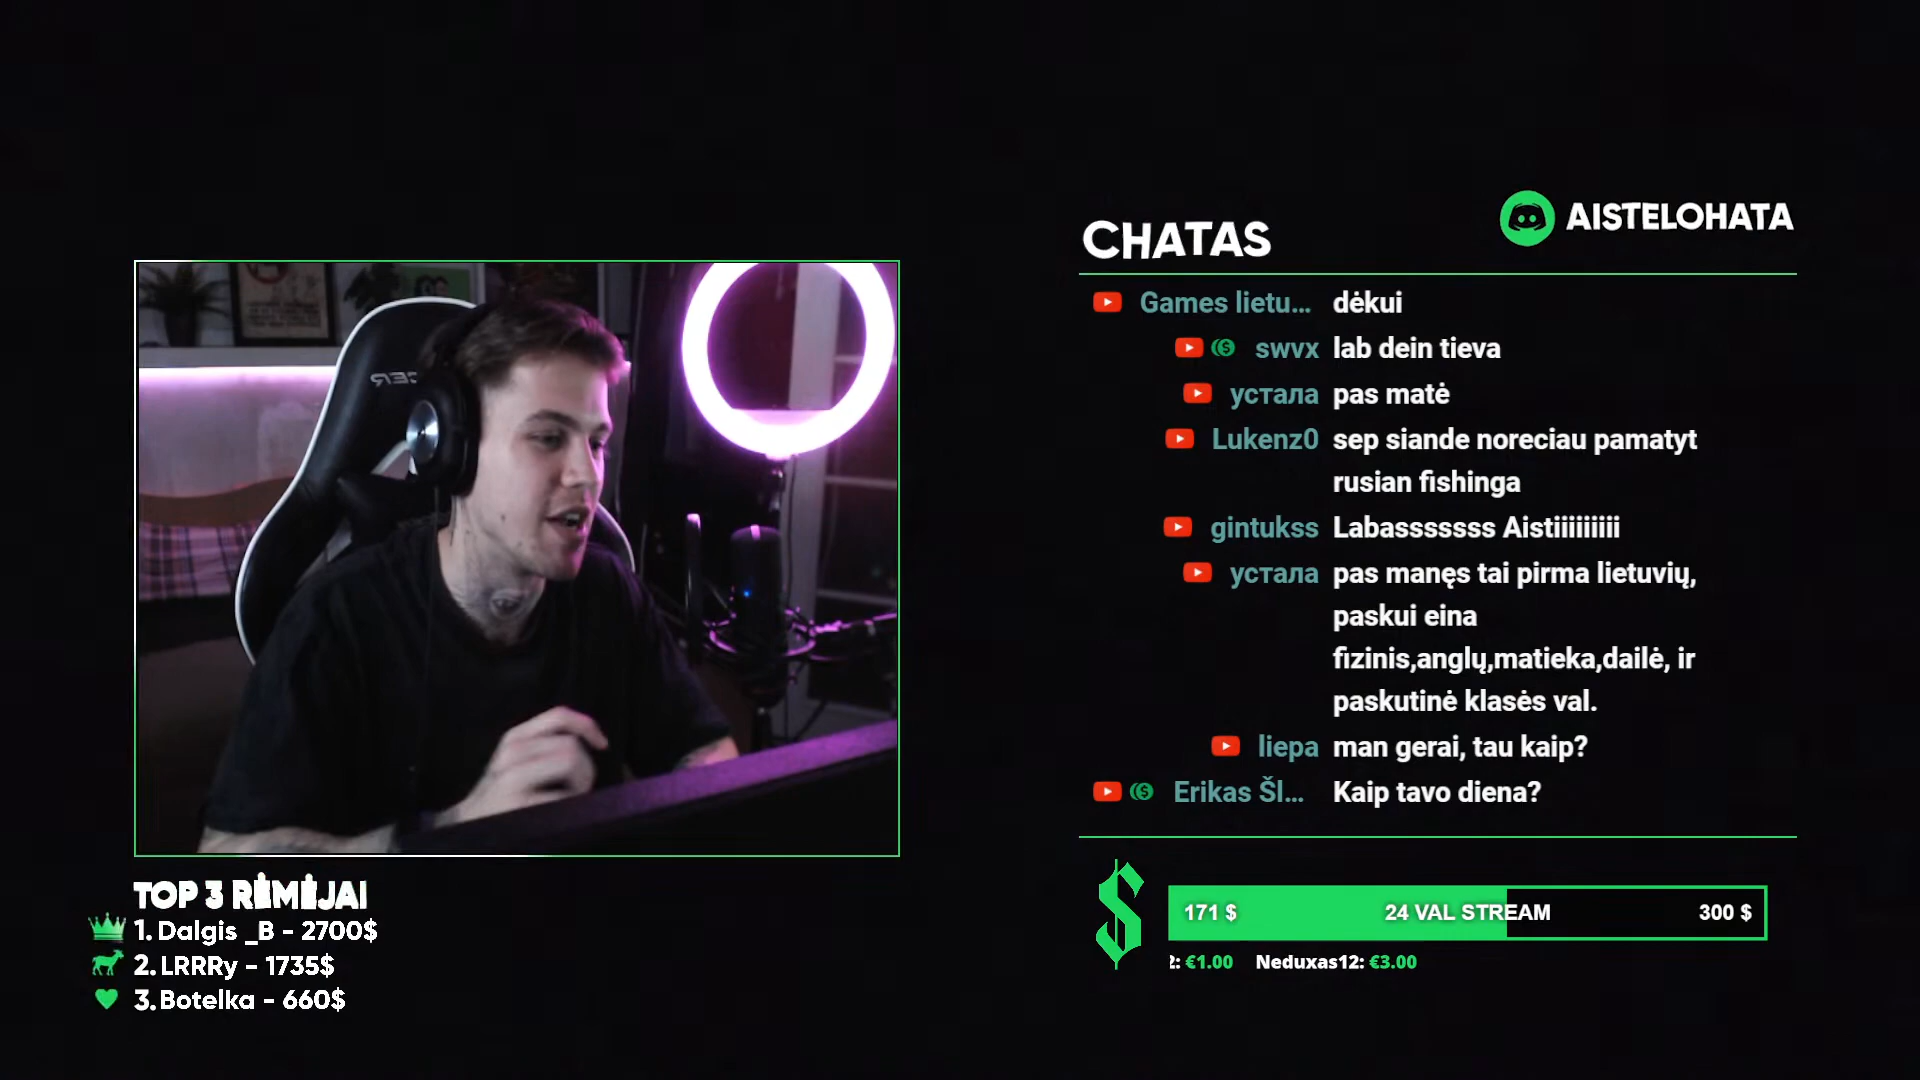 AISTELOHATA
CHATAS
Games lietu... dėkui
swvx lab dein tieva
устала pas matė
Lukenz0 sep siande noreciau pamatyt
rusian fishinga
gintukss Labasssssss Aistiiiiiiiii
устала pas manęs tai pirma lietuvių,
paskui eina
fizinis,anglų,matieka,dailė, ir
paskutinė klasės val.
liepa man gerai, tau kaip?
Erikas Šl... Kaip tavo diena?
TOP 3 RĖMĖJAI
1. Dalgis _B - 2700$
2. LRRRy - 1735$
3. Botelka - 660$
171 $ 24 VAL STREAM 300 $
2: €1.00 Neduxas12: €3.00